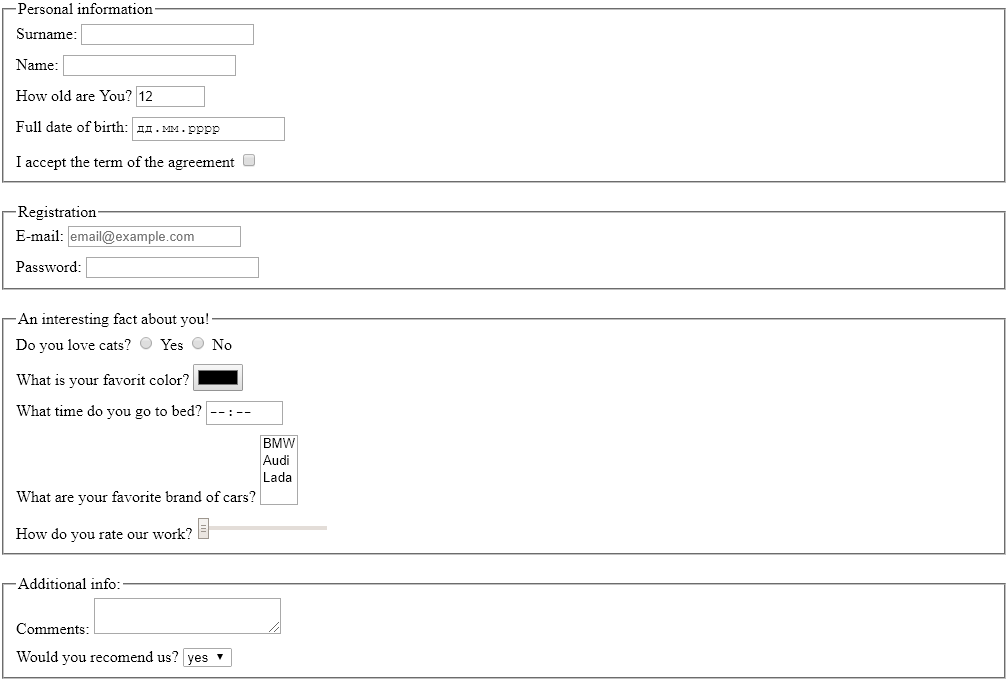 Personal information
Surname:
Name:
How old are You? 12
Full date of birth: дд.мм.рррр
I accept the term of the agreement
Registration
E-mail: email@example.com
Password:
An interesting fact about you!
Do you love cats? Yes No
What is your favorit color?
What time do you go to bed? --:--
BMW
Audi
Lada
What are your favorite brand of cars?
How do you rate our work?
Additional info:
Comments:
Would you recomend us? yes